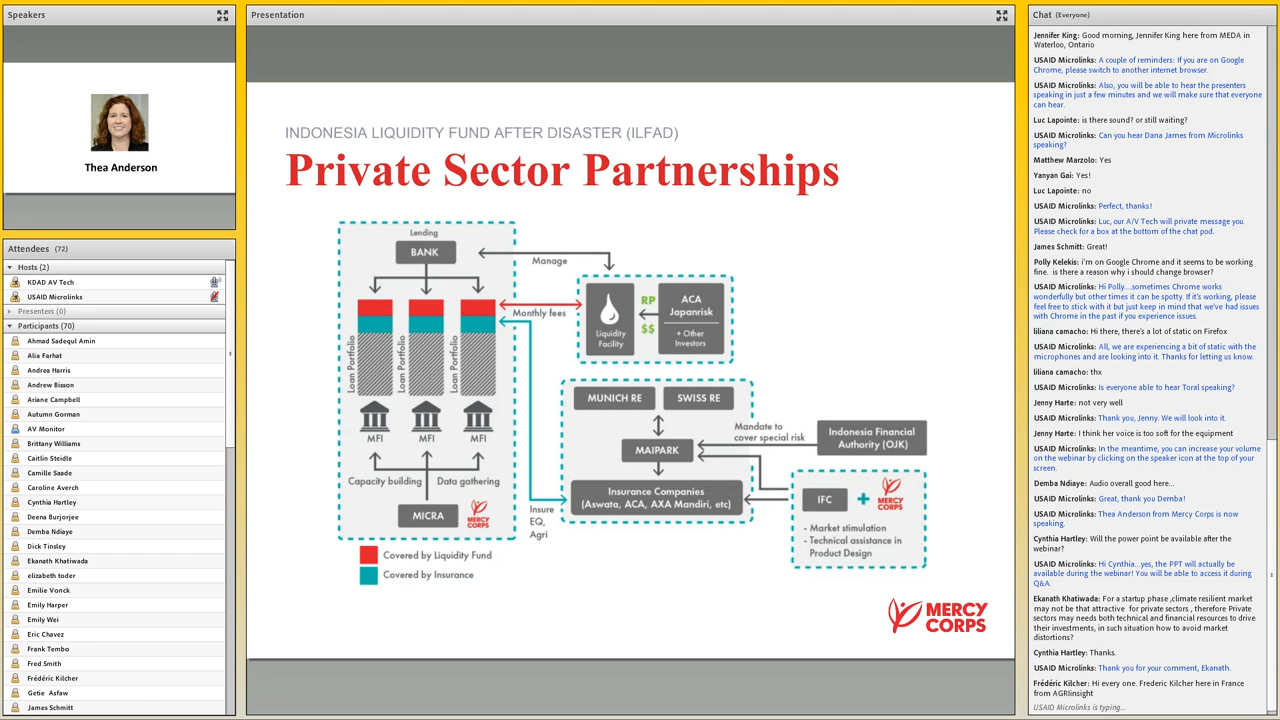 Speakers
Thea Anderson
Attendees (72)
Hosts (2)
KDAD AV Tech
USAID Microlinks
Presenters (0)
Participants (70)
Ahmad Sadequl Amin
Alia Farhat
Andrea Harris
Andrew Bisson
Ariane Campbell
Autumn Gorman
AV Monitor
Brittany Williams
Caitlin Steidle
Camille Saade
Caroline Averch
Cynthia Hartley
Deena Burjorjee
Demba Ndiaye
Dick Tinsley
Ekanath Khatiwada
elizabeth toder
Emilie Vonck
Emily Harper
Emily Wei
Eric Chavez
Frank Tembo
Fred Smith
Frédéric Kilcher
Getie Asfaw
James Schmitt
Presentation
INDONESIA LIQUIDITY FUND AFTER DISASTER (ILFAD)
Private Sector Partnerships
Lending
BANK
Manage
Monthly fees
Liquidity
Facility
RP
$$
ACA
Japanrisk
+ Other
Investors
Loan Portfolio
Loan Portfolio
Loan Portfolio
MFI
MFI
MFI
Capacity building
Data gathering
MICRA
MERCY
CORPS
Insure
EQ,
Agri
MUNICH RE
SWISS RE
MAIPARK
Mandate to
cover special risk
Indonesia Financial
Authority (OJK)
Insurance Companies
(Aswata, ACA, AXA Mandiri, etc)
IFC
+
MERCY
CORPS
- Market stimulation
- Technical assistance in
Product Design
Covered by Liquidity Fund
Covered by Insurance
MERCY
CORPS
Chat (Everyone)
Jennifer King: Good morning, Jennifer King here from MEDA in
Waterloo, Ontario
USAID Microlinks: A couple of reminders: If you are on Google
Chrome, please switch to another internet browser.
USAID Microlinks: Also, you will be able to hear the presenters
speaking in just a few minutes and we will make sure that everyone
can hear.
Luc Lapointe: is there sound? or still waiting?
USAID Microlinks: Can you hear Dana James from Microlinks
speaking?
Matthew Marzolo: Yes
Yanyan Gai: Yes!
Luc Lapointe: no
USAID Microlinks: Perfect, thanks!
USAID Microlinks: Luc, our A/V Tech will private message you.
Please check for a box at the bottom of the chat pod.
James Schmitt: Great!
Polly Kelekis: i'm on Google Chrome and it seems to be working
fine. is there a reason why i should change browser?
USAID Microlinks: Hi Polly....sometimes Chrome works
wonderfully but other times it can be spotty. If it's working, please
feel free to stick with it but just keep in mind that we've had issues
with Chrome in the past if you experience issues.
liliana camacho: Hi there, there's a lot of static on Firefox
USAID Microlinks: All, we are experiencing a bit of static with the
microphones and are looking into it. Thanks for letting us know.
liliana camacho: thx
USAID Microlinks: Is everyone able to hear Toral speaking?
Jenny Harte: not very well
USAID Microlinks: Thank you, Jenny. We will look into it.
Jenny Harte: I think her voice is too soft for the equipment
USAID Microlinks: In the meantime, you can increase your volume
on the webinar by clicking on the speaker icon at the top of your
screen.
Demba Ndiaye: Audio overall good here...
USAID Microlinks: Great, thank you Demba!
USAID Microlinks: Thea Anderson from Mercy Corps is now
speaking.
Cynthia Hartley: Will the power point be available after the
webinar?
USAID Microlinks: Hi Cynthia...yes, the PPT will actually be
available during the webinar! You will be able to access it during
Q&A.
Ekanath Khatiwada: For a startup phase ,climate resilient market
may not be that attractive for private sectors , therefore Private
sectors may needs both technical and financial resources to drive
their investments, in such situation how to avoid market
distortions?
Cynthia Hartley: Thanks.
USAID Microlinks: Thank you for your comment, Ekanath.
Frédéric Kilcher: Hi every one. Frederic Kilcher here in France
from AGRIinsight
USAID Microlinks is typing...